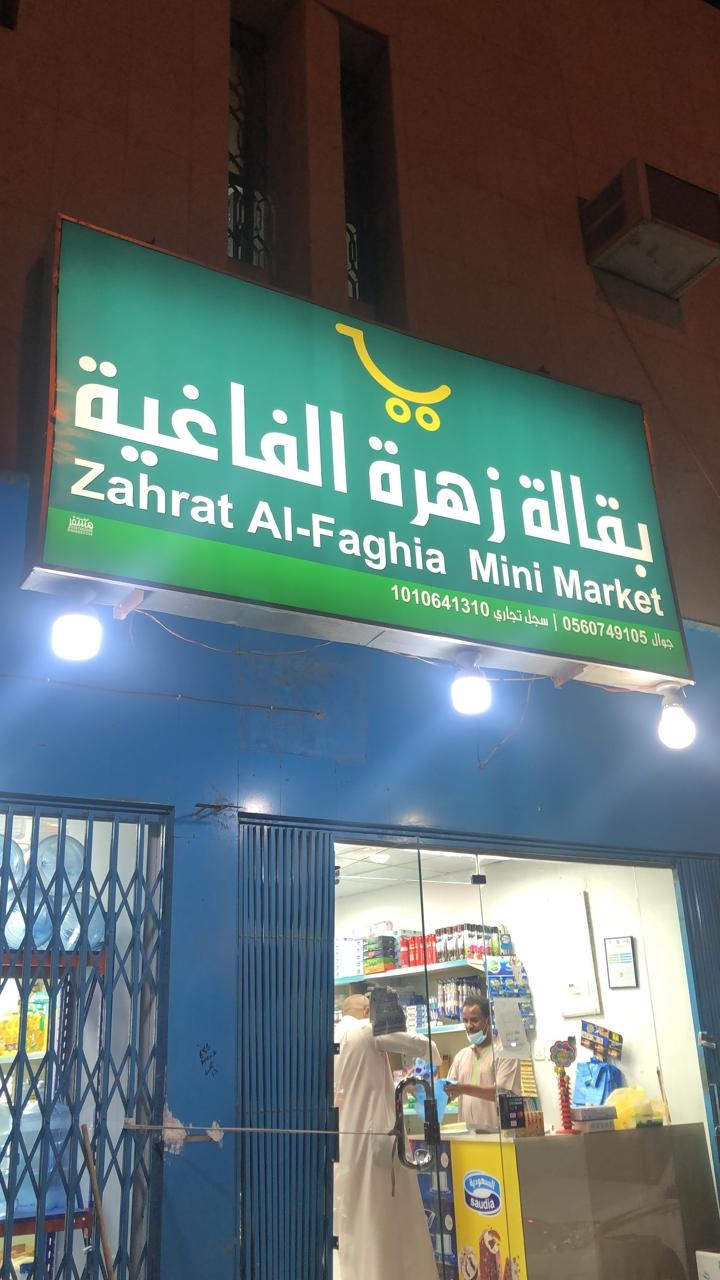 بقالة زهرة الفاغية
Zahrat Al-Faghia Mini Market
جوال 0560749105 | سجل تجاري 1010641310
السعودية
saudia